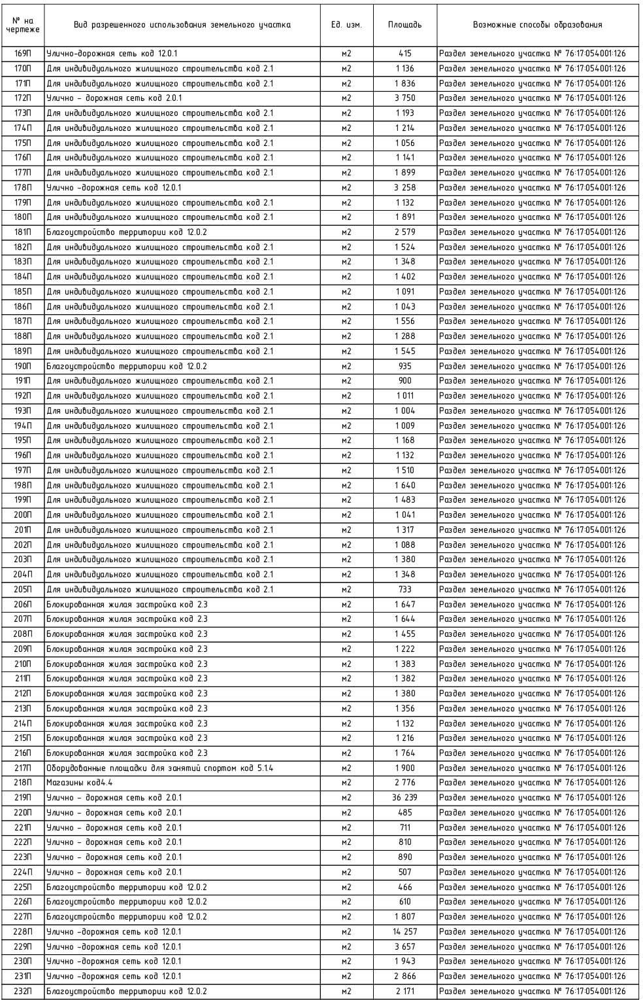 № на чертеже Вид разрешенного использования земельного участка Ед. изм. Площадь Возможные способы образования
169П Улично-дорожная сеть код 12.0.1 м2 415 Раздел земельного участка № 76:17:054001:126
170П Для индивидуального жилищного строительства код 2.1 м2 1 136 Раздел земельного участка № 76:17:054001:126
171П Для индивидуального жилищного строительства код 2.1 м2 1 836 Раздел земельного участка № 76:17:054001:126
172П Улично - дорожная сеть код 2.0.1 м2 3 750 Раздел земельного участка № 76:17:054001:126
173П Для индивидуального жилищного строительства код 2.1 м2 1 193 Раздел земельного участка № 76:17:054001:126
174П Для индивидуального жилищного строительства код 2.1 м2 1 214 Раздел земельного участка № 76:17:054001:126
175П Для индивидуального жилищного строительства код 2.1 м2 1 056 Раздел земельного участка № 76:17:054001:126
176П Для индивидуального жилищного строительства код 2.1 м2 1 141 Раздел земельного участка № 76:17:054001:126
177П Для индивидуального жилищного строительства код 2.1 м2 1 899 Раздел земельного участка № 76:17:054001:126
178П Улично -дорожная сеть код 12.0.1 м2 3 258 Раздел земельного участка № 76:17:054001:126
179П Для индивидуального жилищного строительства код 2.1 м2 1 132 Раздел земельного участка № 76:17:054001:126
180П Для индивидуального жилищного строительства код 2.1 м2 1 891 Раздел земельного участка № 76:17:054001:126
181П Благоустройство территории код 12.0.2 м2 2 579 Раздел земельного участка № 76:17:054001:126
182П Для индивидуального жилищного строительства код 2.1 м2 1 524 Раздел земельного участка № 76:17:054001:126
183П Для индивидуального жилищного строительства код 2.1 м2 1 348 Раздел земельного участка № 76:17:054001:126
184П Для индивидуального жилищного строительства код 2.1 м2 1 402 Раздел земельного участка № 76:17:054001:126
185П Для индивидуального жилищного строительства код 2.1 м2 1 091 Раздел земельного участка № 76:17:054001:126
186П Для индивидуального жилищного строительства код 2.1 м2 1 043 Раздел земельного участка № 76:17:054001:126
187П Для индивидуального жилищного строительства код 2.1 м2 1 556 Раздел земельного участка № 76:17:054001:126
188П Для индивидуального жилищного строительства код 2.1 м2 1 288 Раздел земельного участка № 76:17:054001:126
189П Для индивидуального жилищного строительства код 2.1 м2 1 545 Раздел земельного участка № 76:17:054001:126
190П Благоустройство территории код 12.0.2 м2 935 Раздел земельного участка № 76:17:054001:126
191П Для индивидуального жилищного строительства код 2.1 м2 900 Раздел земельного участка № 76:17:054001:126
192П Для индивидуального жилищного строительства код 2.1 м2 1 011 Раздел земельного участка № 76:17:054001:126
193П Для индивидуального жилищного строительства код 2.1 м2 1 004 Раздел земельного участка № 76:17:054001:126
194П Для индивидуального жилищного строительства код 2.1 м2 1 009 Раздел земельного участка № 76:17:054001:126
195П Для индивидуального жилищного строительства код 2.1 м2 1 168 Раздел земельного участка № 76:17:054001:126
196П Для индивидуального жилищного строительства код 2.1 м2 1 132 Раздел земельного участка № 76:17:054001:126
197П Для индивидуального жилищного строительства код 2.1 м2 1 510 Раздел земельного участка № 76:17:054001:126
198П Для индивидуального жилищного строительства код 2.1 м2 1 640 Раздел земельного участка № 76:17:054001:126
199П Для индивидуального жилищного строительства код 2.1 м2 1 483 Раздел земельного участка № 76:17:054001:126
200П Для индивидуального жилищного строительства код 2.1 м2 1 041 Раздел земельного участка № 76:17:054001:126
201П Для индивидуального жилищного строительства код 2.1 м2 1 317 Раздел земельного участка № 76:17:054001:126
202П Для индивидуального жилищного строительства код 2.1 м2 1 088 Раздел земельного участка № 76:17:054001:126
203П Для индивидуального жилищного строительства код 2.1 м2 1 380 Раздел земельного участка № 76:17:054001:126
204П Для индивидуального жилищного строительства код 2.1 м2 1 348 Раздел земельного участка № 76:17:054001:126
205П Для индивидуального жилищного строительства код 2.1 м2 733 Раздел земельного участка № 76:17:054001:126
206П Блокированная жилая застройка код 2.3 м2 1 647 Раздел земельного участка № 76:17:054001:126
207П Блокированная жилая застройка код 2.3 м2 1 644 Раздел земельного участка № 76:17:054001:126
208П Блокированная жилая застройка код 2.3 м2 1 455 Раздел земельного участка № 76:17:054001:126
209П Блокированная жилая застройка код 2.3 м2 1 222 Раздел земельного участка № 76:17:054001:126
210П Блокированная жилая застройка код 2.3 м2 1 383 Раздел земельного участка № 76:17:054001:126
211П Блокированная жилая застройка код 2.3 м2 1 382 Раздел земельного участка № 76:17:054001:126
212П Блокированная жилая застройка код 2.3 м2 1 380 Раздел земельного участка № 76:17:054001:126
213П Блокированная жилая застройка код 2.3 м2 1 356 Раздел земельного участка № 76:17:054001:126
214П Блокированная жилая застройка код 2.3 м2 1 132 Раздел земельного участка № 76:17:054001:126
215П Блокированная жилая застройка код 2.3 м2 1 216 Раздел земельного участка № 76:17:054001:126
216П Блокированная жилая застройка код 2.3 м2 1 764 Раздел земельного участка № 76:17:054001:126
217П Оборудованные площадки для занятий спортом код 5.1.4 м2 1 900 Раздел земельного участка № 76:17:054001:126
218П Магазины код4.4 м2 2 776 Раздел земельного участка № 76:17:054001:126
219П Улично - дорожная сеть код 2.0.1 м2 36 239 Раздел земельного участка № 76:17:054001:126
220П Улично - дорожная сеть код 2.0.1 м2 485 Раздел земельного участка № 76:17:054001:126
221П Улично - дорожная сеть код 2.0.1 м2 711 Раздел земельного участка № 76:17:054001:126
222П Улично - дорожная сеть код 2.0.1 м2 810 Раздел земельного участка № 76:17:054001:126
223П Улично - дорожная сеть код 2.0.1 м2 890 Раздел земельного участка № 76:17:054001:126
224П Улично - дорожная сеть код 2.0.1 м2 507 Раздел земельного участка № 76:17:054001:126
225П Благоустройство территории код 12.0.2 м2 466 Раздел земельного участка № 76:17:054001:126
226П Благоустройство территории код 12.0.2 м2 610 Раздел земельного участка № 76:17:054001:126
227П Благоустройство территории код 12.0.2 м2 1 807 Раздел земельного участка № 76:17:054001:126
228П Улично -дорожная сеть код 12.0.1 м2 14 257 Раздел земельного участка № 76:17:054001:126
229П Улично -дорожная сеть код 12.0.1 м2 3 657 Раздел земельного участка № 76:17:054001:126
230П Улично -дорожная сеть код 12.0.1 м2 1 943 Раздел земельного участка № 76:17:054001:126
231П Улично -дорожная сеть код 12.0.1 м2 2 866 Раздел земельного участка № 76:17:054001:126
232П Благоустройство территории код 12.0.2 м2 2 171 Раздел земельного участка № 76:17:054001:126